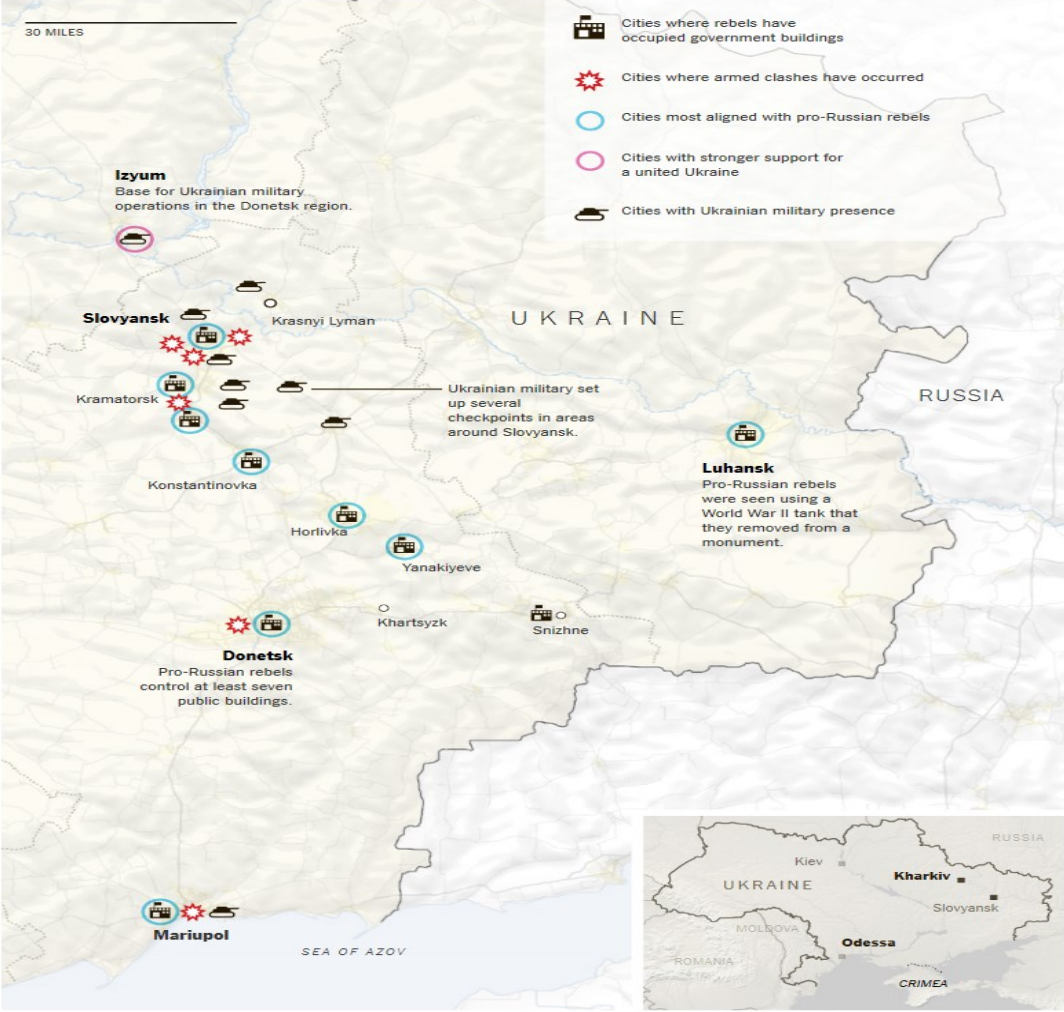 30 MILES
Cities where rebels have
occupied government buildings
Cities where armed clashes have occurred
Cities most aligned with pro-Russian rebels
Cities with stronger support for
a united Ukraine
Cities with Ukrainian military presence
Izyum
Base for Ukrainian military
operations in the Donetsk region.
Slovyansk
Krasnyi Lyman
UKRAINE
RUSSIA
Kramatorsk
Ukrainian military set
up several
checkpoints in areas
around Slovyansk.
Luhansk
Pro-Russian rebels
were seen using a
World War II tank that
they removed from a
monument.
Konstantinovka
Horlivka
Yanakiyeve
Khartsyzk
Snizhne
Donetsk
Pro-Russian rebels
control at least seven
public buildings.
Mariupol
SEA OF AZOV
RUSSIA
Kiev
Kharkiv
UKRAINE
Slovyansk
MOLDOVA
Odessa
ROMANIA
CRIMEA